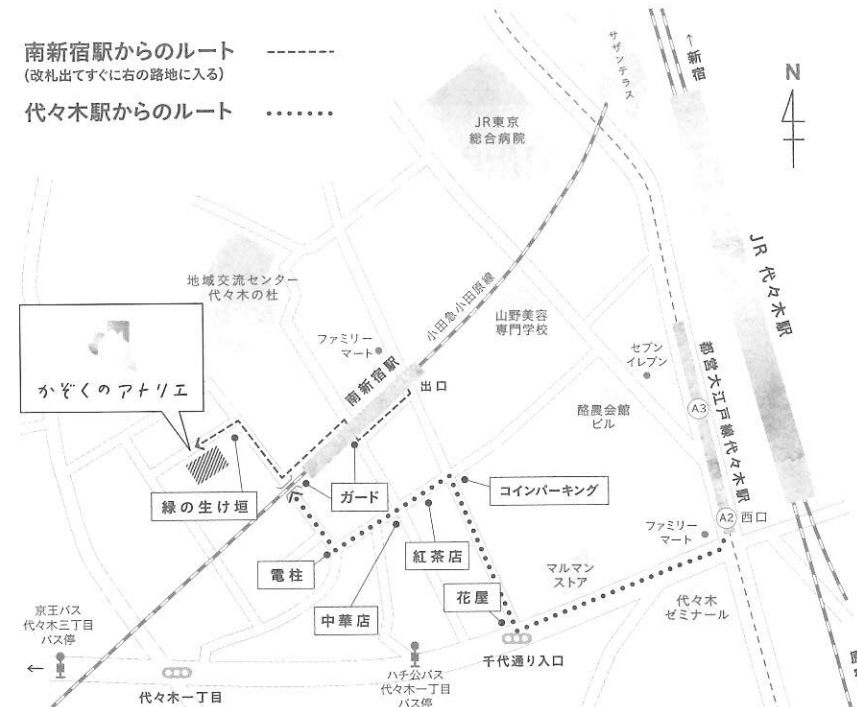 南新宿駅からのルート
(改札出てすぐに右の路地に入る)
代々木駅からのルート
サザンテラス
←新宿
N
JR東京
総合病院
JR 代々木駅
地域交流センター
代々木の杜
小田急小田原線
山野美容
専門学校
ファミリー
マート
南新宿駅
出口
セブン
イレブン
都営大江戸線代々木駅
A3
かぞくのアトリエ
酪農会館
ビル
緑の生け垣
ガード
コインパーキング
A2
西口
ファミリー
マート
紅茶店
電柱
中華店
花屋
マルマン
ストア
代々木
ゼミナール
京王バス
代々木三丁目
バス停
←
代々木一丁目
ハチ公バス
代々木一丁目
バス停
千代通り入口